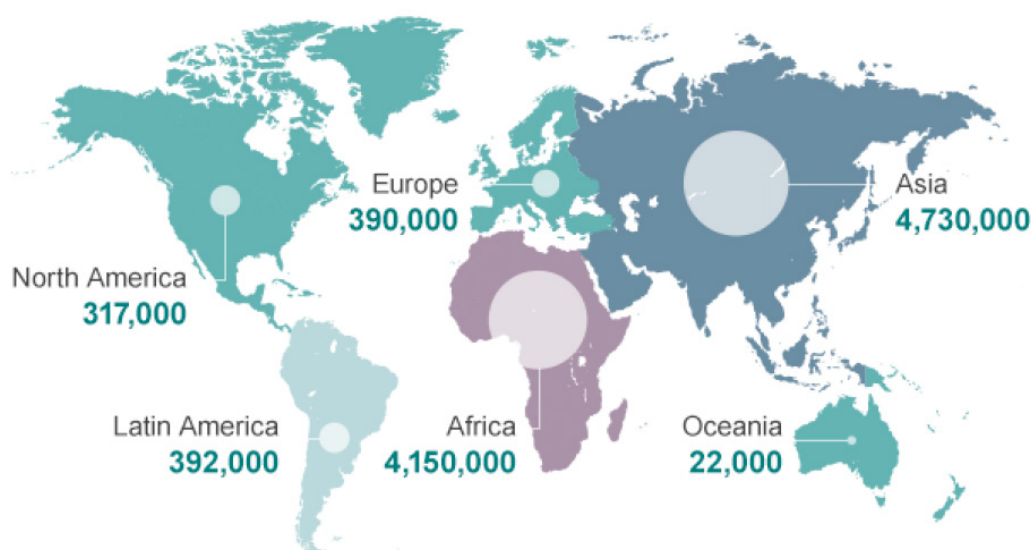 Europe
390,000
Asia
4,730,000
North America
317,000
Latin America
392,000
Africa
4,150,000
Oceania
22,000